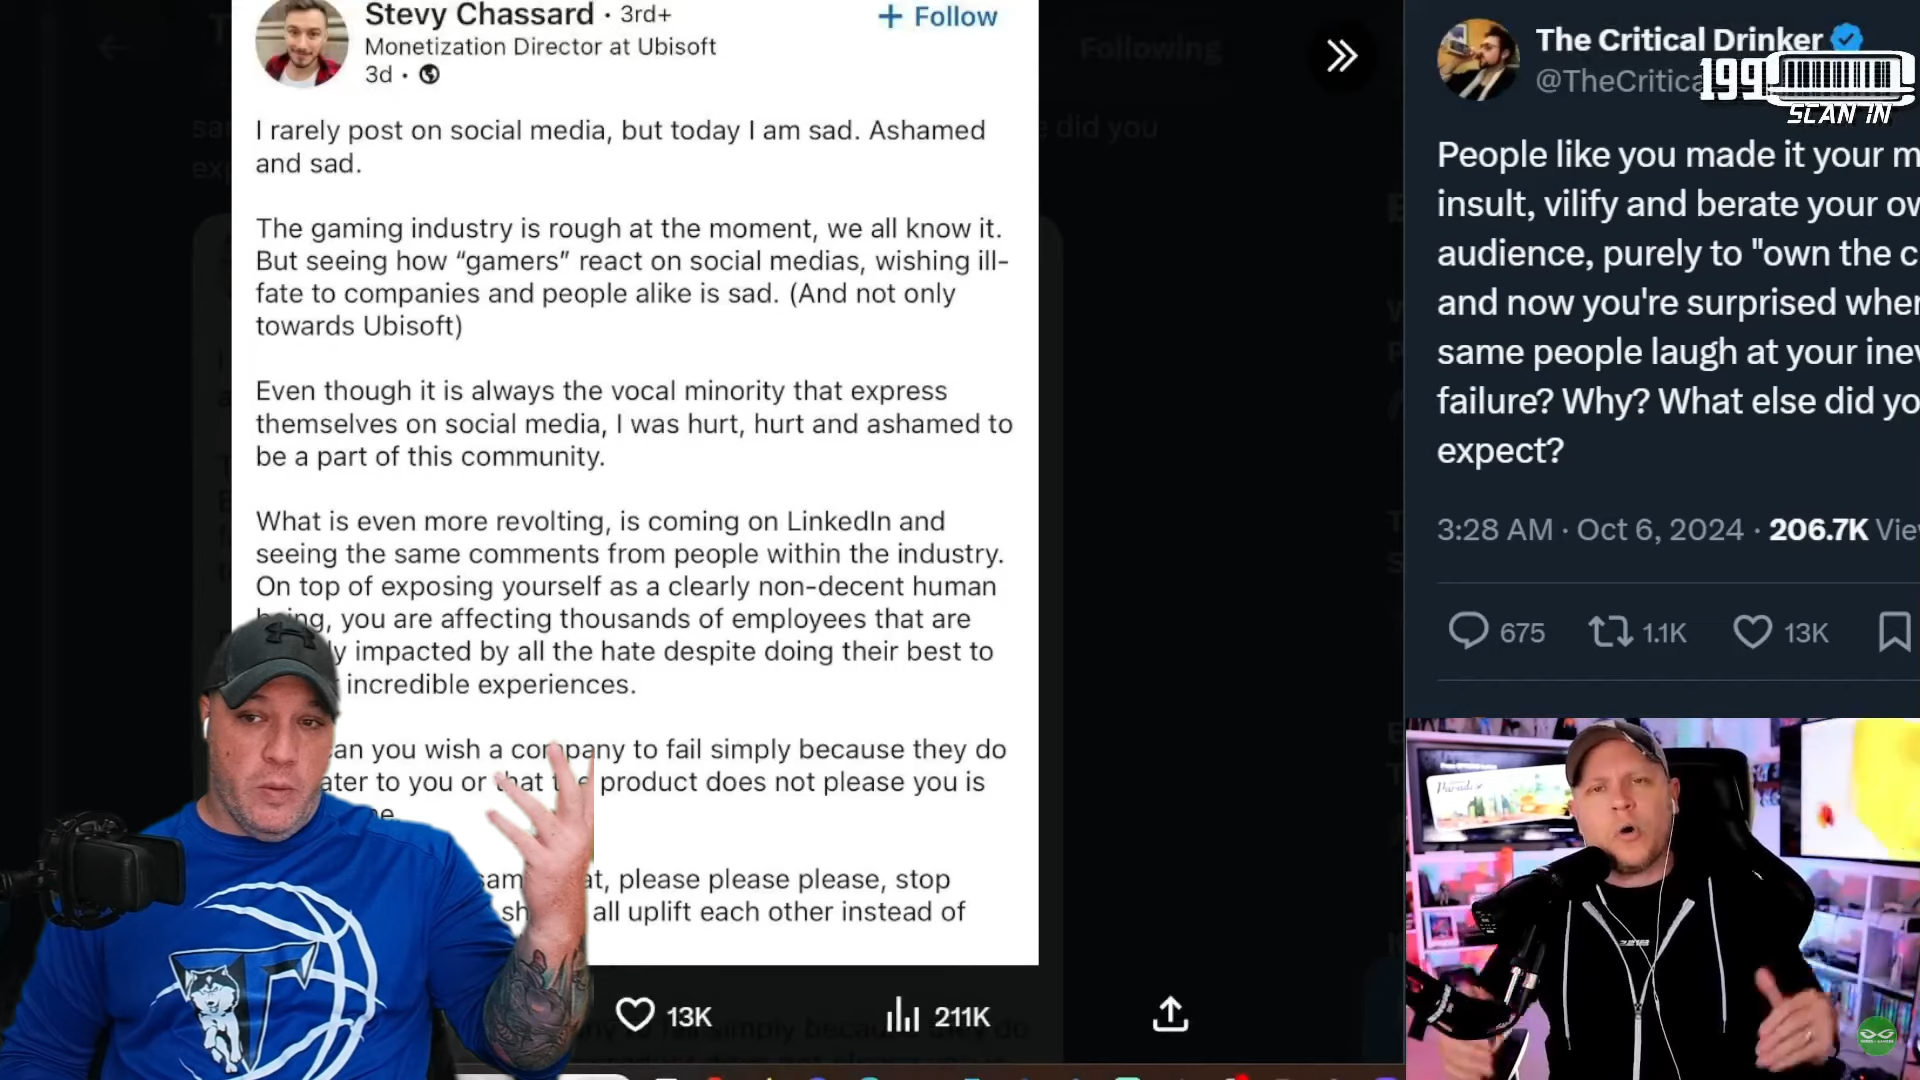 Stevy Chassard · 3rd+
+ Follow
Monetization Director at Ubisoft
3d ·
I rarely post on social media, but today I am sad. Ashamed
and sad.
The gaming industry is rough at the moment, we all know it.
But seeing how “gamers” react on social medias, wishing ill-
fate to companies and people alike is sad. (And not only
towards Ubisoft)
Even though it is always the vocal minority that express
themselves on social media, I was hurt, hurt and ashamed to
be a part of this community.
What is even more revolting, is coming on LinkedIn and
seeing the same comments from people within the industry.
On top of exposing yourself as a clearly non-decent human
you are affecting thousands of employees that are
impacted by all the hate despite doing their best to
incredible experiences.
can you wish a company to fail simply because they do
to you or that the product does not please you is
please please please, stop
all uplift each other instead of
13K
211K
Following
did you
The Critical Drinker
@TheCritica
199
SCAN IN
People like you made it your m
insult, vilify and berate your ow
audience, purely to "own the c
and now you're surprised when
same people laugh at your inev
failure? Why? What else did yo
expect?
3:28 AM · Oct 6, 2024 · 206.7K Vie
675
1.1K
13K